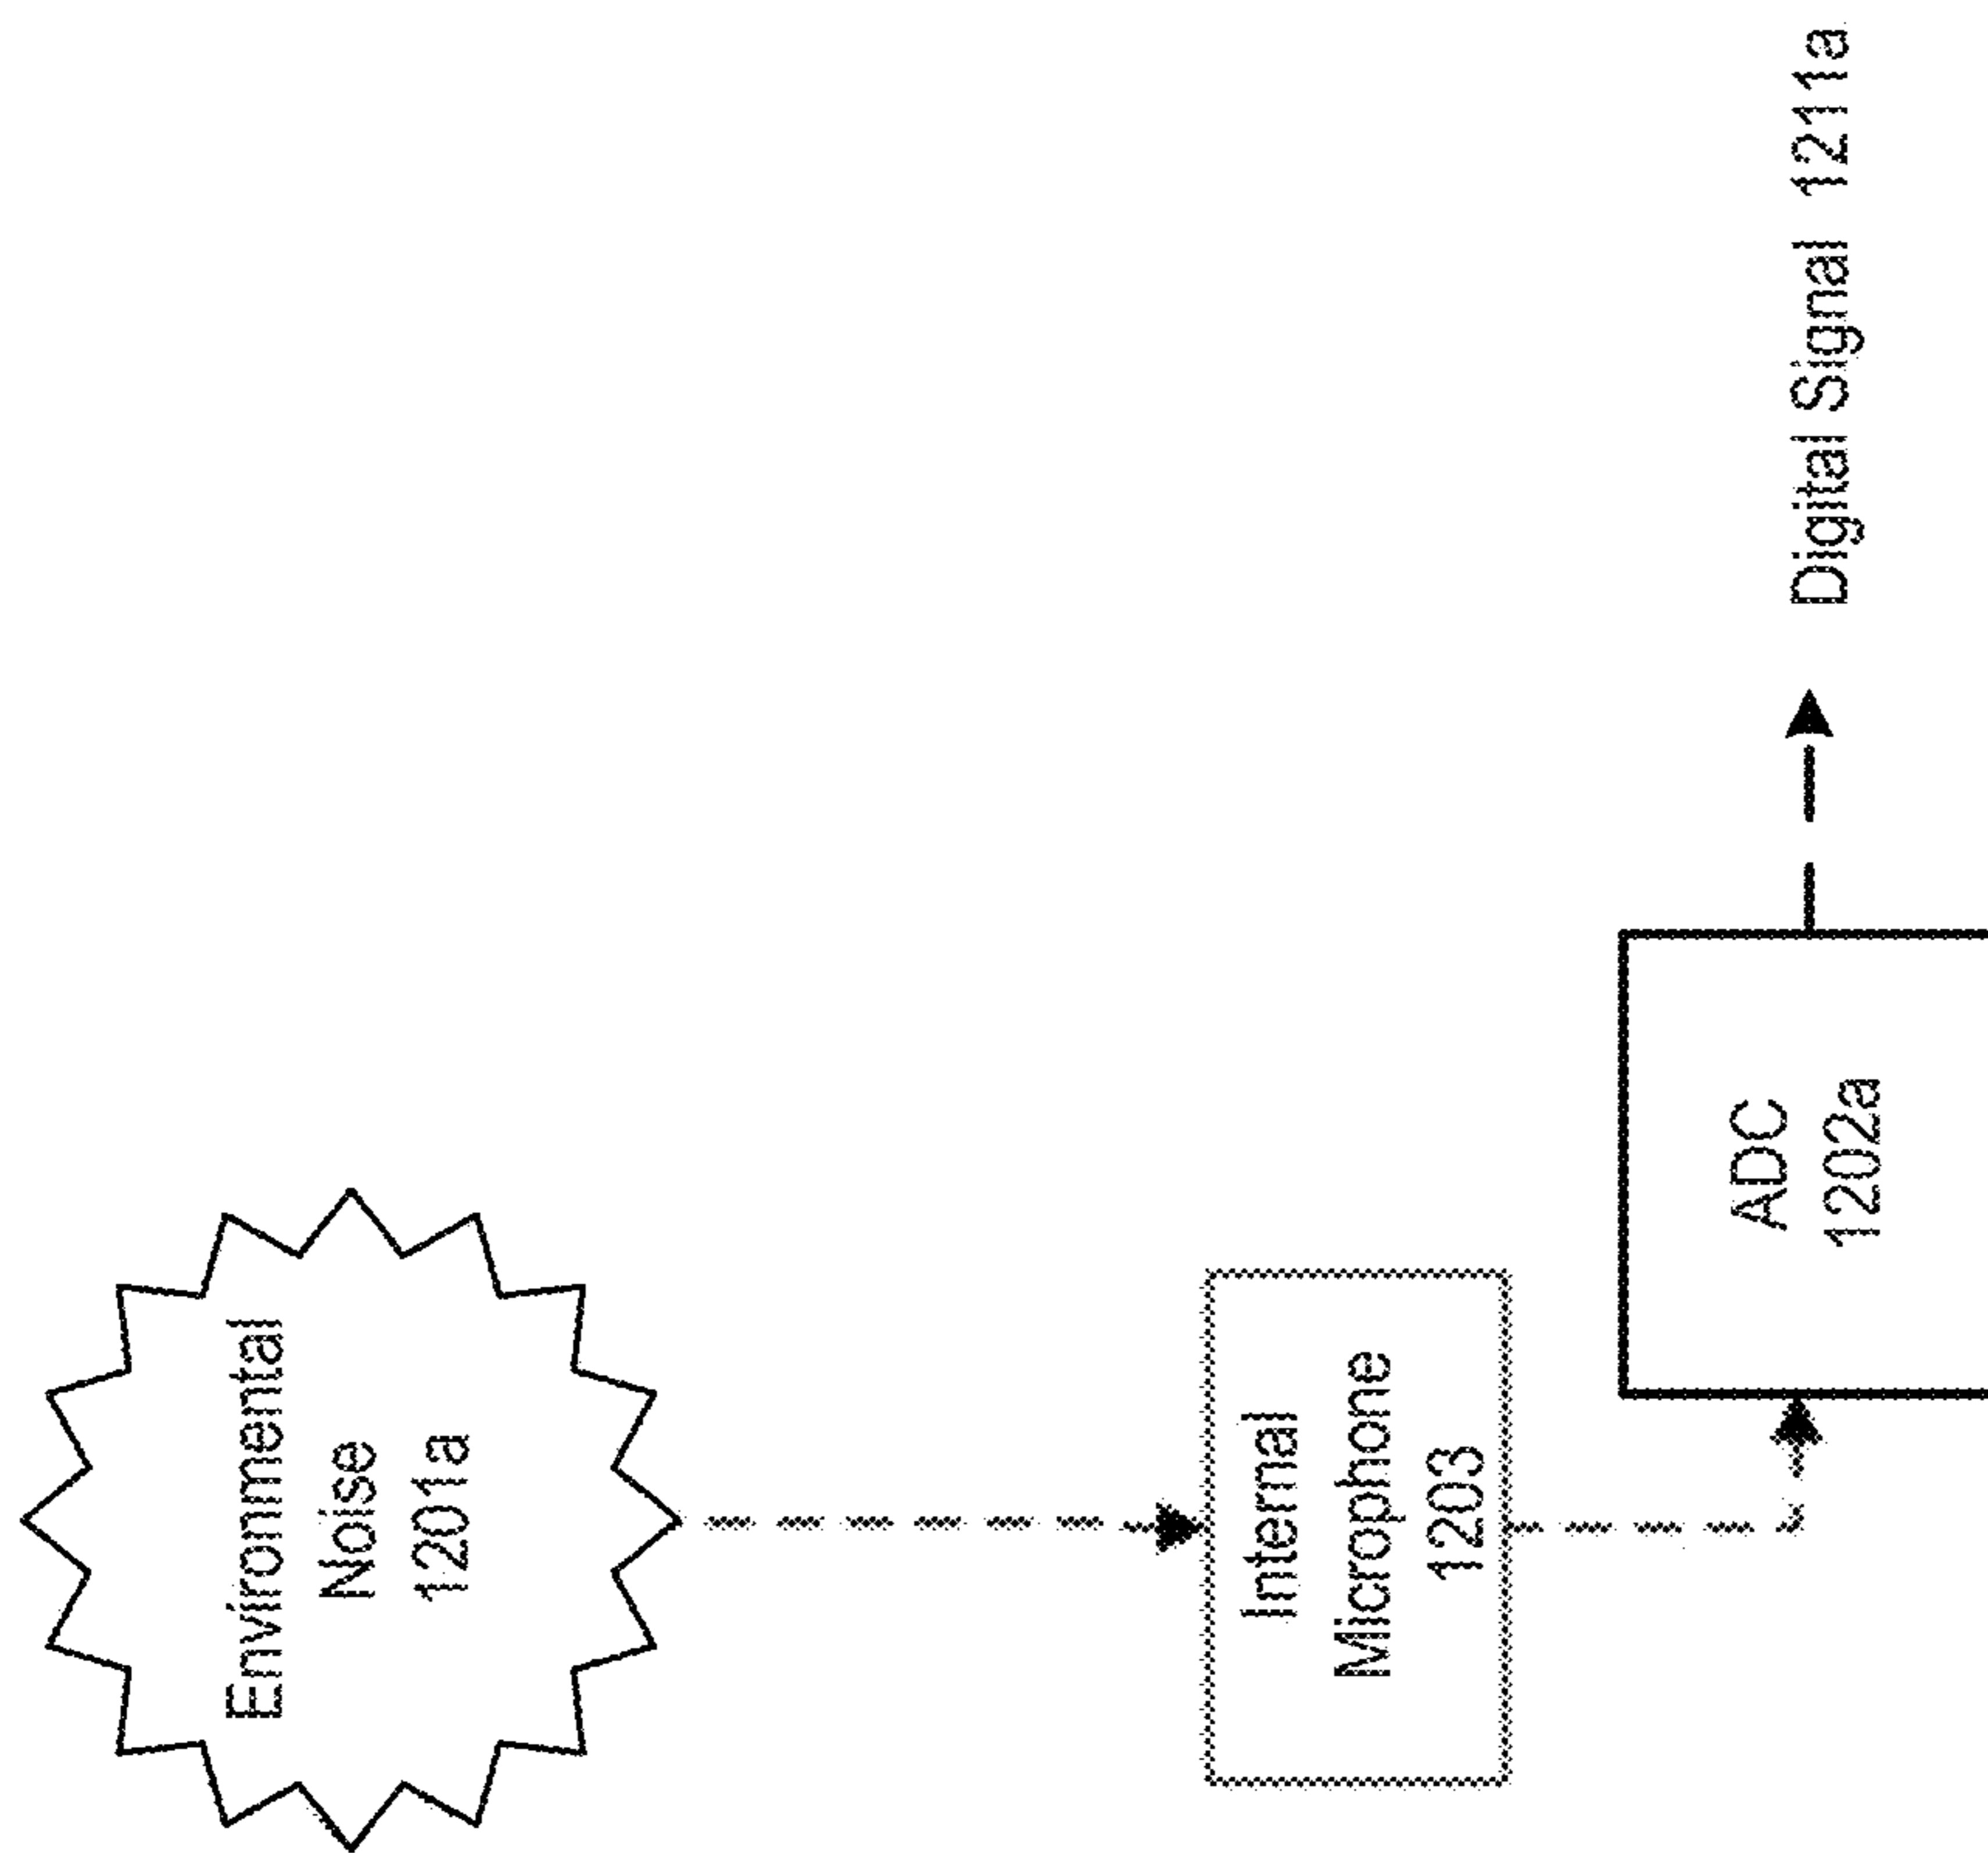 Environmental
Noise
1201a
Internal
Microphone
1203
ADC
1202a
Digital Signal 1211a